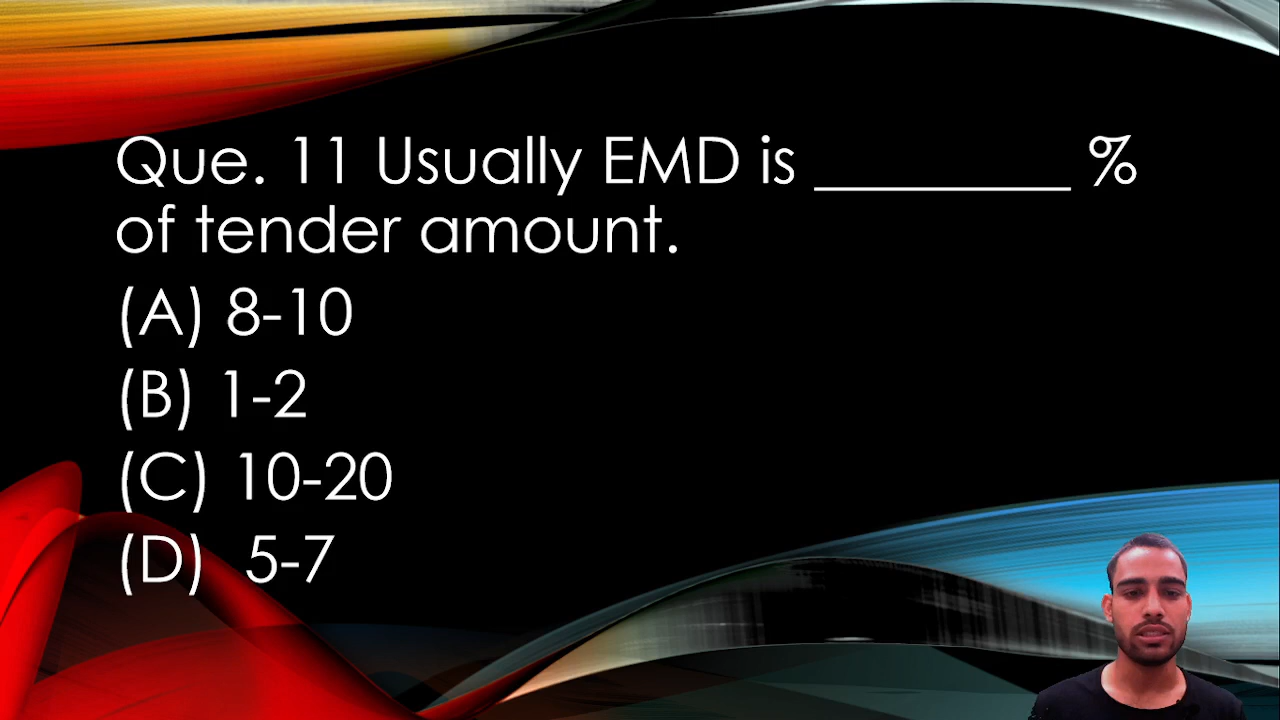 Que. 11 Usually EMD is ________ %
of tender amount.
(A) 8-10
(B) 1-2
(C) 10-20
(D) 5-7